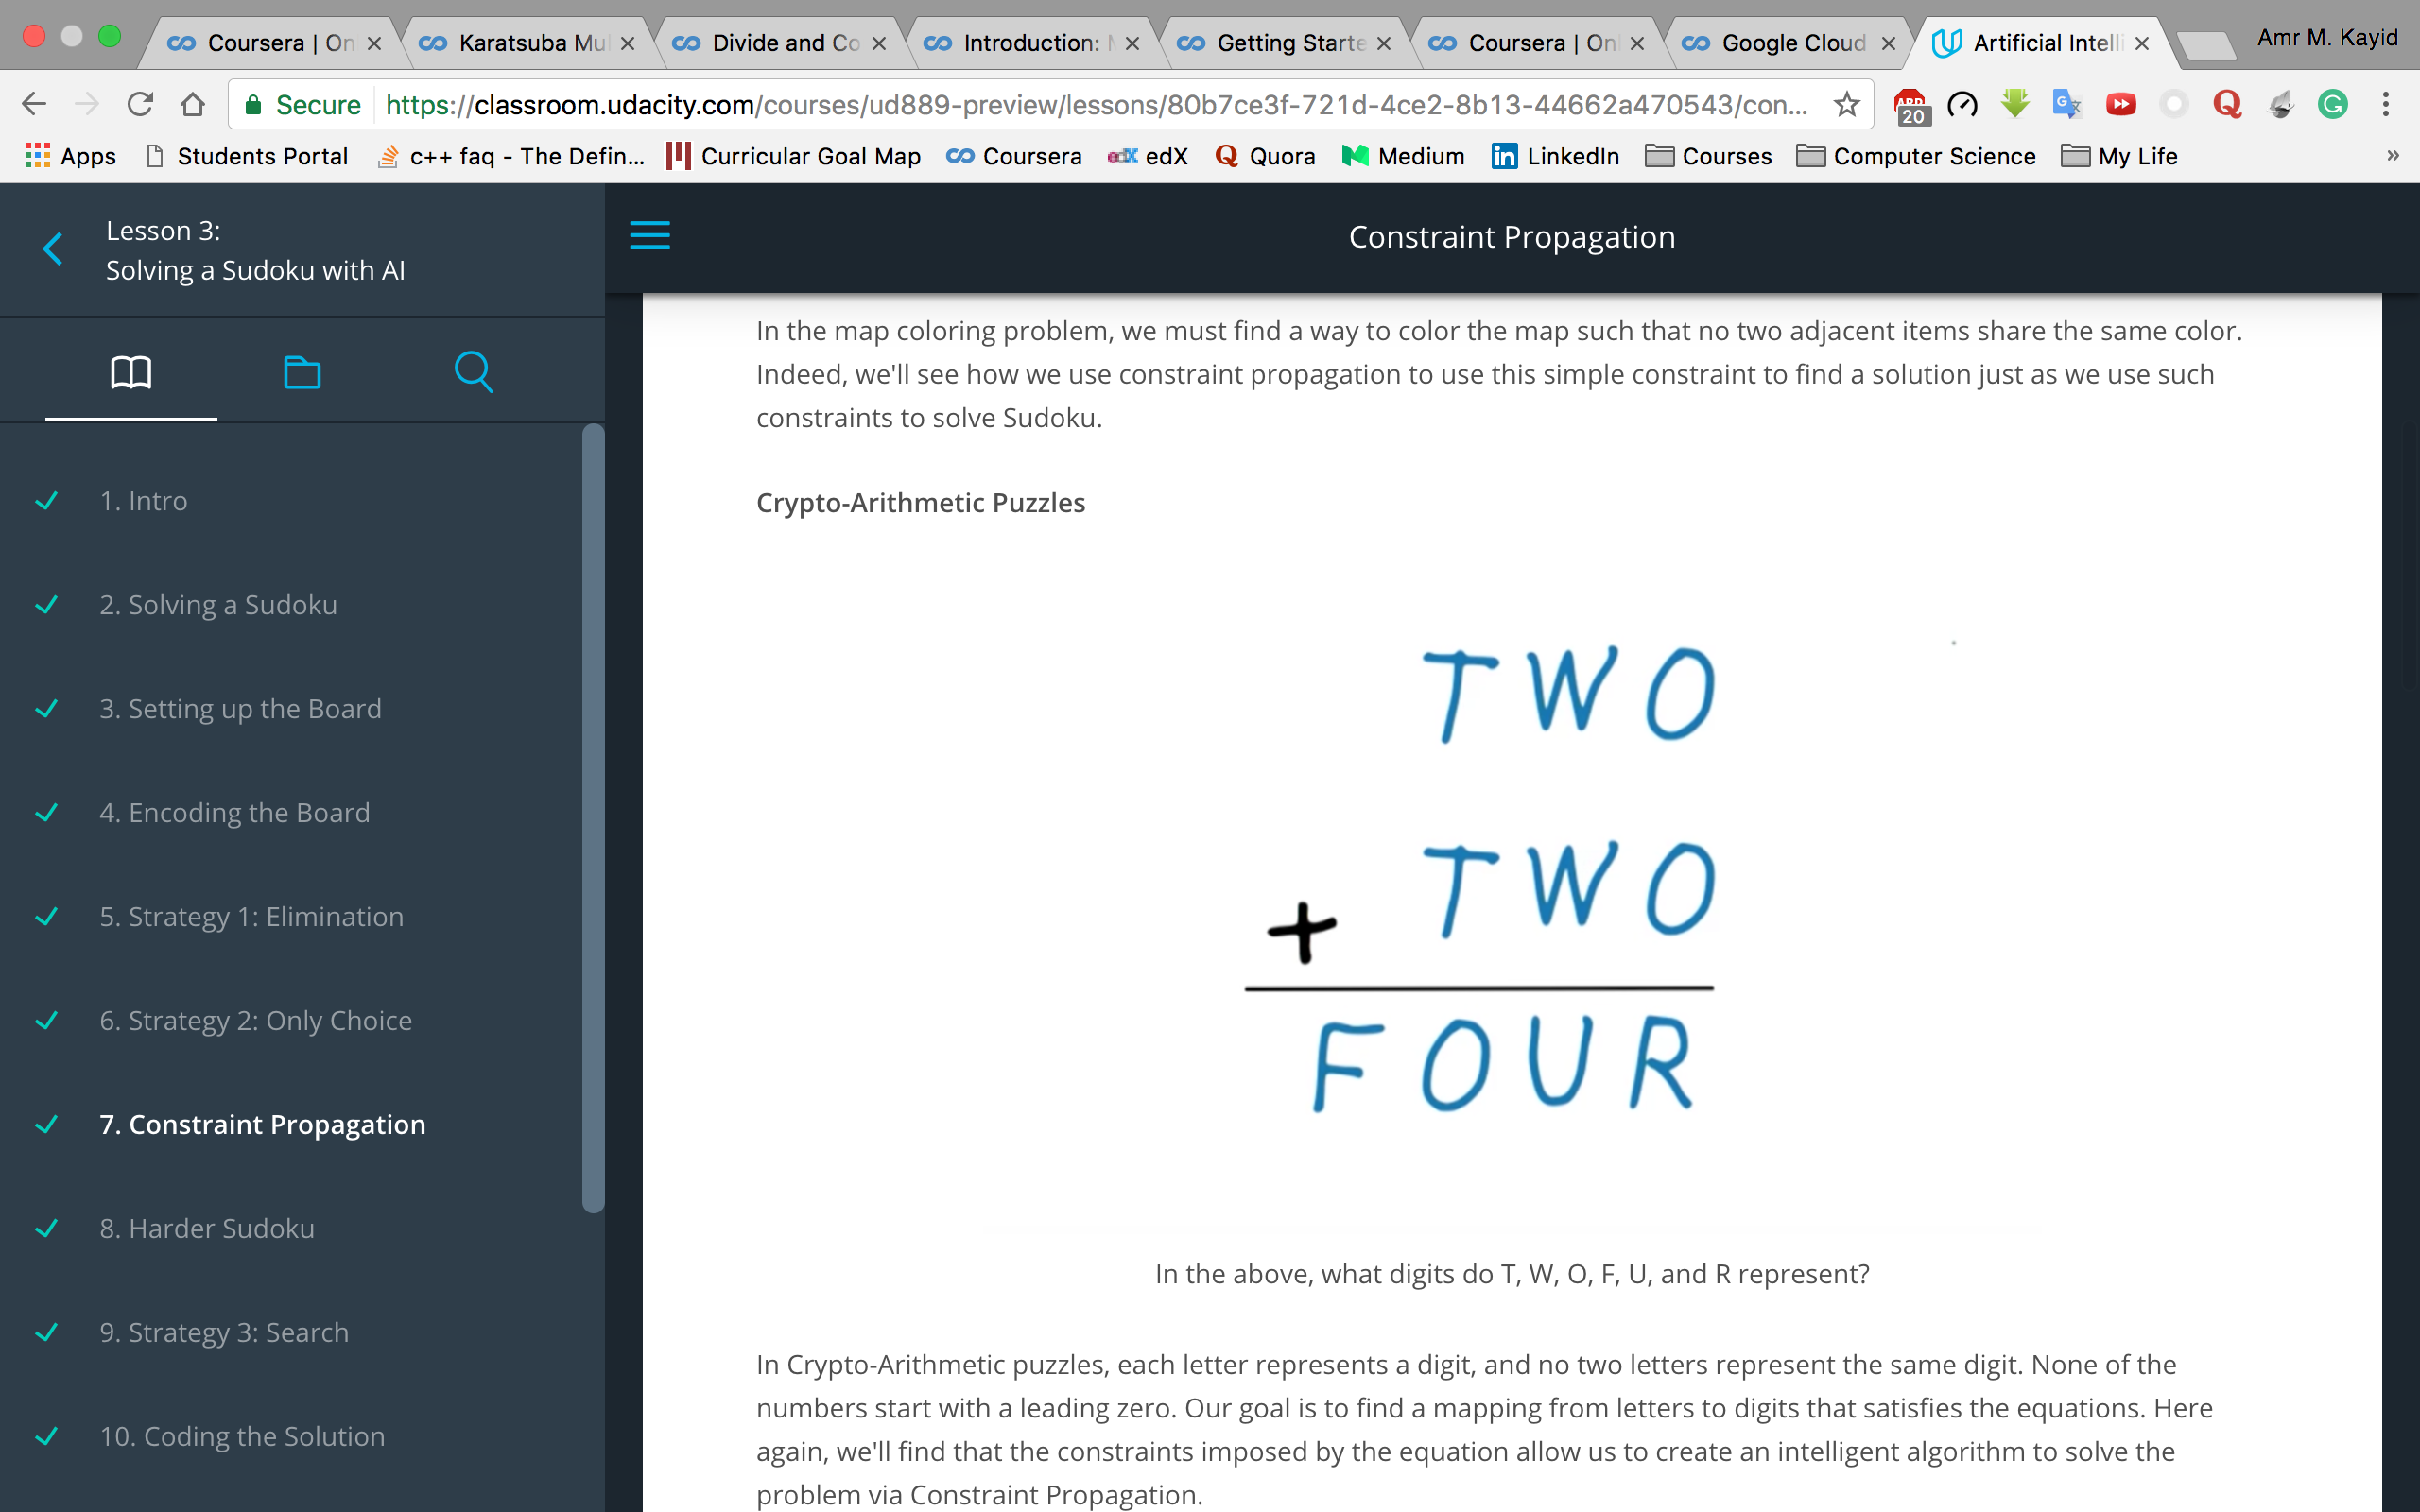 Coursera | On
Karatsuba Mul
Divide and Co
Introduction:
Getting Starte
Coursera | Onl
Google Cloud
Artificial Intelli
Amr M. Kayid
Secure
https://classroom.udacity.com/courses/ud889-preview/lessons/80b7ce3f-721d-4ce2-8b13-44662a470543/con...
ABP
20
Apps
Students Portal
c++ faq - The Defin...
Curricular Goal Map
Coursera
edX
Quora
Medium
LinkedIn
Courses
Computer Science
My Life
»
Lesson 3:
Solving a Sudoku with AI
1. Intro
2. Solving a Sudoku
3. Setting up the Board
4. Encoding the Board
5. Strategy 1: Elimination
6. Strategy 2: Only Choice
7. Constraint Propagation
8. Harder Sudoku
9. Strategy 3: Search
10. Coding the Solution
Constraint Propagation
In the map coloring problem, we must find a way to color the map such that no two adjacent items share the same color.
Indeed, we'll see how we use constraint propagation to use this simple constraint to find a solution just as we use such
constraints to solve Sudoku.
Crypto-Arithmetic Puzzles
TWO
+ TWO
FOUR
In the above, what digits do T, W, O, F, U, and R represent?
In Crypto-Arithmetic puzzles, each letter represents a digit, and no two letters represent the same digit. None of the
numbers start with a leading zero. Our goal is to find a mapping from letters to digits that satisfies the equations. Here
again, we'll find that the constraints imposed by the equation allow us to create an intelligent algorithm to solve the
problem via Constraint Propagation.